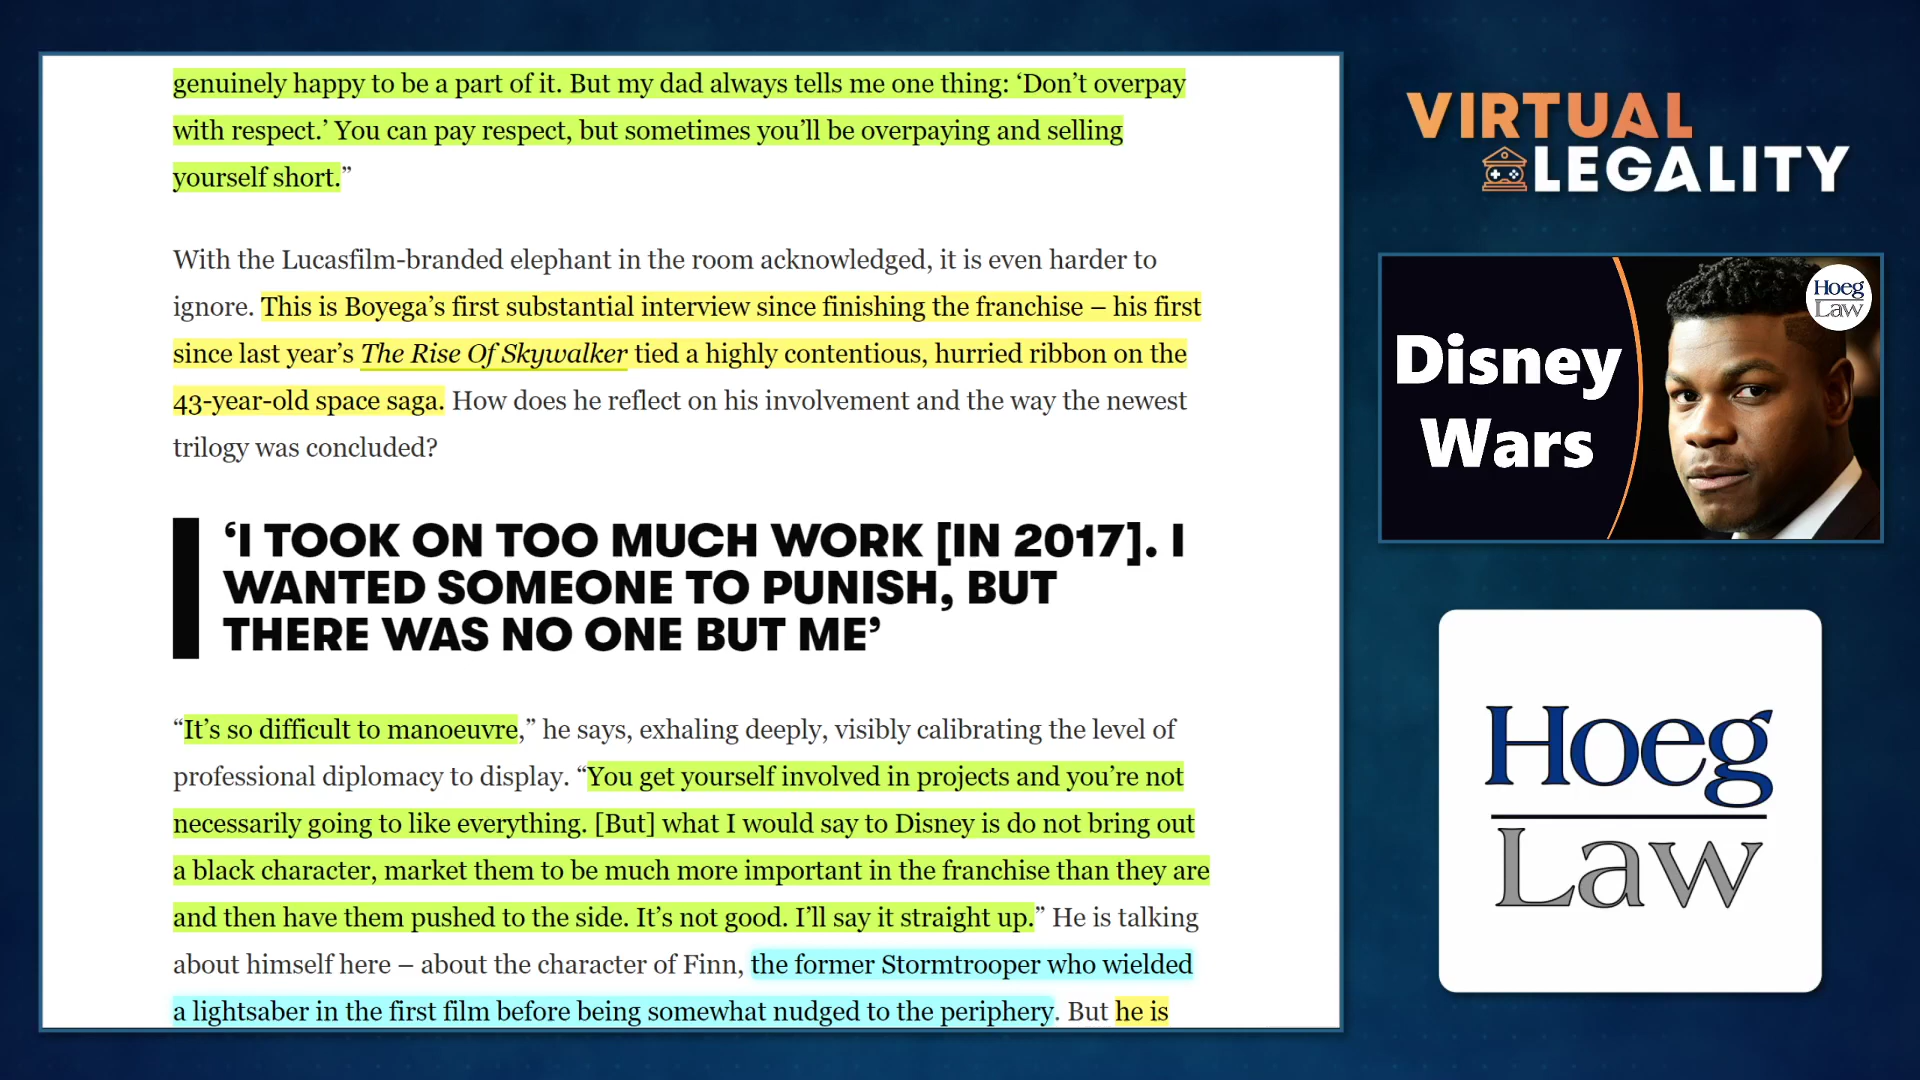 genuinely happy to be a part of it. But my dad always tells me one thing: ‘Don’t overpay
with respect.’ You can pay respect, but sometimes you’ll be overpaying and selling
yourself short.”
With the Lucasfilm-branded elephant in the room acknowledged, it is even harder to
ignore. This is Boyega’s first substantial interview since finishing the franchise – his first
since last year’s The Rise Of Skywalker tied a highly contentious, hurried ribbon on the
43-year-old space saga. How does he reflect on his involvement and the way the newest
trilogy was concluded?
‘I TOOK ON TOO MUCH WORK [IN 2017]. I
WANTED SOMEONE TO PUNISH, BUT
THERE WAS NO ONE BUT ME’
“It’s so difficult to manoeuvre,” he says, exhaling deeply, visibly calibrating the level of
professional diplomacy to display. “You get yourself involved in projects and you’re not
necessarily going to like everything. [But] what I would say to Disney is do not bring out
a black character, market them to be much more important in the franchise than they are
and then have them pushed to the side. It’s not good. I’ll say it straight up.” He is talking
about himself here – about the character of Finn, the former Stormtrooper who wielded
a lightsaber in the first film before being somewhat nudged to the periphery. But he is
VIRTUAL
LEGALITY
Disney
Wars
Hoeg
Law
Hoeg
Law